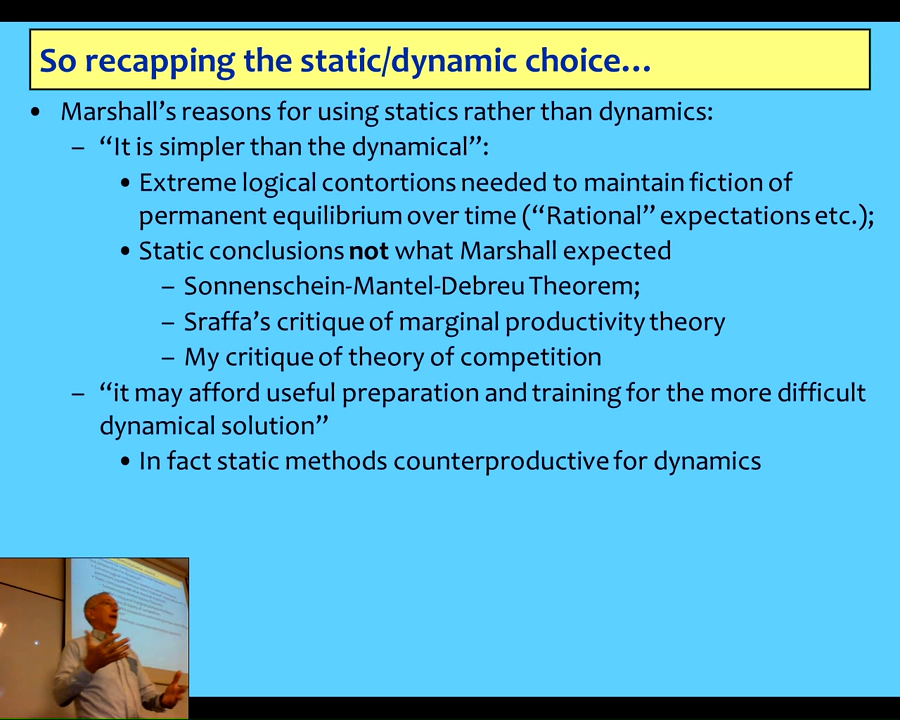 So recapping the static/dynamic choice…
• Marshall’s reasons for using statics rather than dynamics:
– “It is simpler than the dynamical”:
• Extreme logical contortions needed to maintain fiction of
permanent equilibrium over time (“Rational” expectations etc.);
• Static conclusions not what Marshall expected
– Sonnenschein-Mantel-Debreu Theorem;
– Sraffa’s critique of marginal productivity theory
– My critique of theory of competition
– “it may afford useful preparation and training for the more difficult
dynamical solution”
• In fact static methods counterproductive for dynamics